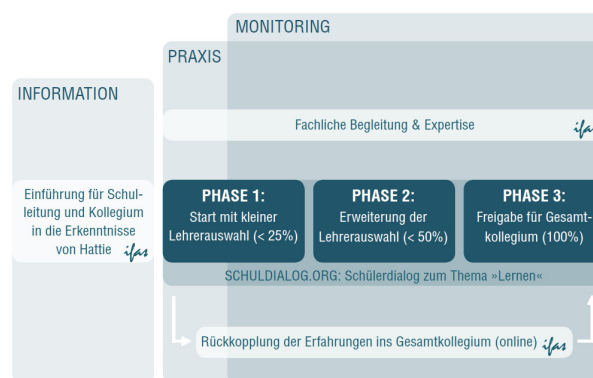 MONITORING
PRAXIS
INFORMATION
Fachliche Begleitung & Expertise
ifas
Einführung für Schul-
leitung und Kollegium
in die Erkenntnisse
von Hattie ifas
PHASE 1:
Start mit kleiner
Lehrerauswahl (< 25%)
PHASE 2:
Erweiterung der
Lehrerauswahl (< 50%)
PHASE 3:
Freigabe für Gesamt-
kollegium (100%)
SCHULDIALOG.ORG: Schülerdialog zum Thema »Lernen«
Rückkopplung der Erfahrungen ins Gesamtkollegium (online) ifas